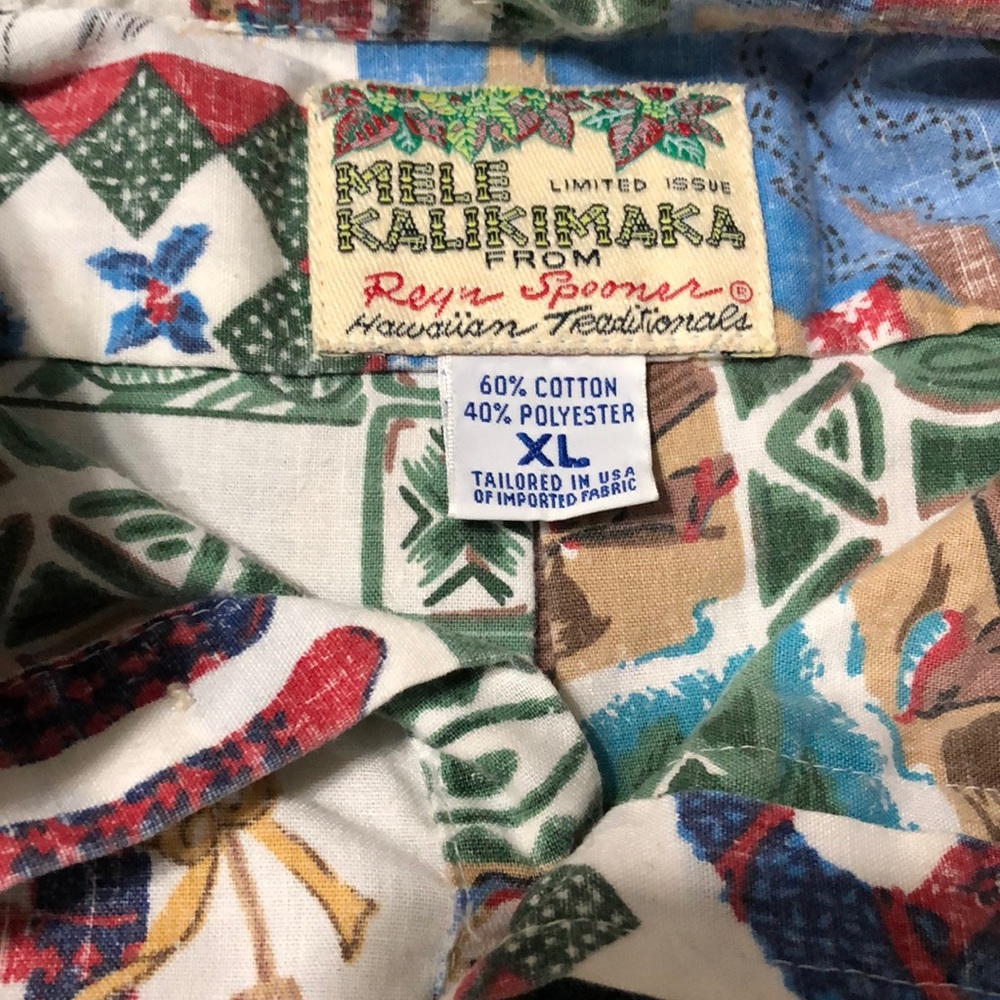 MELE LIMITED ISSUE
KALIKIMAKA
FROM
Reyn Spooner ®
Hawaiian Traditionals
60% COTTON
40% POLYESTER
XL
TAILORED IN USA
OF IMPORTED FABRIC